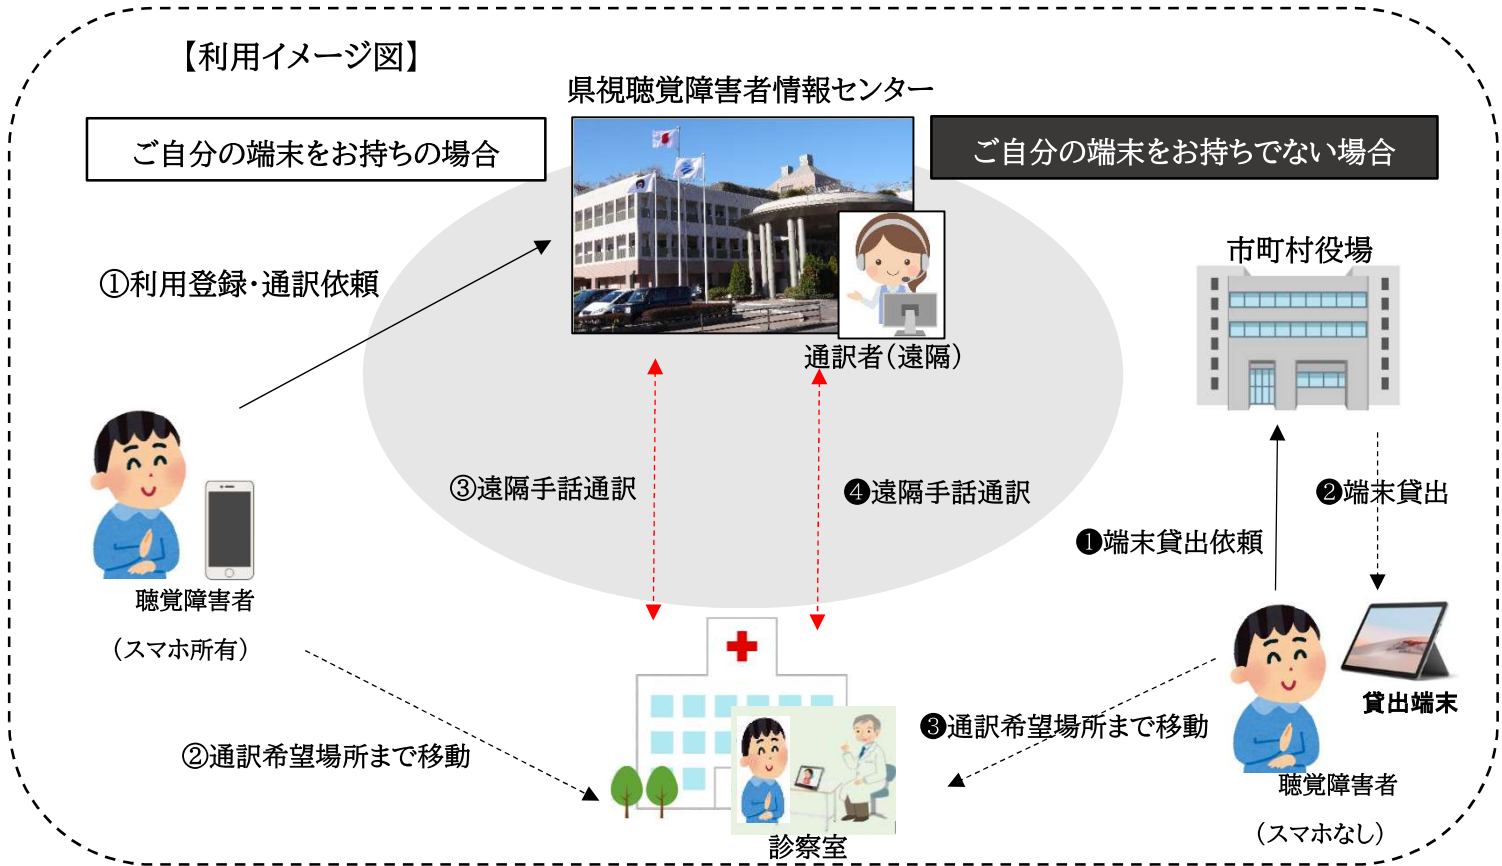 【利用イメージ図】
県視聴覚障害者情報センター
ご自分の端末をお持ちの場合
ご自分の端末をお持ちでない場合
①利用登録・通訳依頼
市町村役場
通訳者(遠隔)
③遠隔手話通訳
❹遠隔手話通訳
❷端末貸出
❶端末貸出依頼
聴覚障害者
(スマホ所有)
貸出端末
②通訳希望場所まで移動
❸通訳希望場所まで移動
聴覚障害者
(スマホなし)
診察室